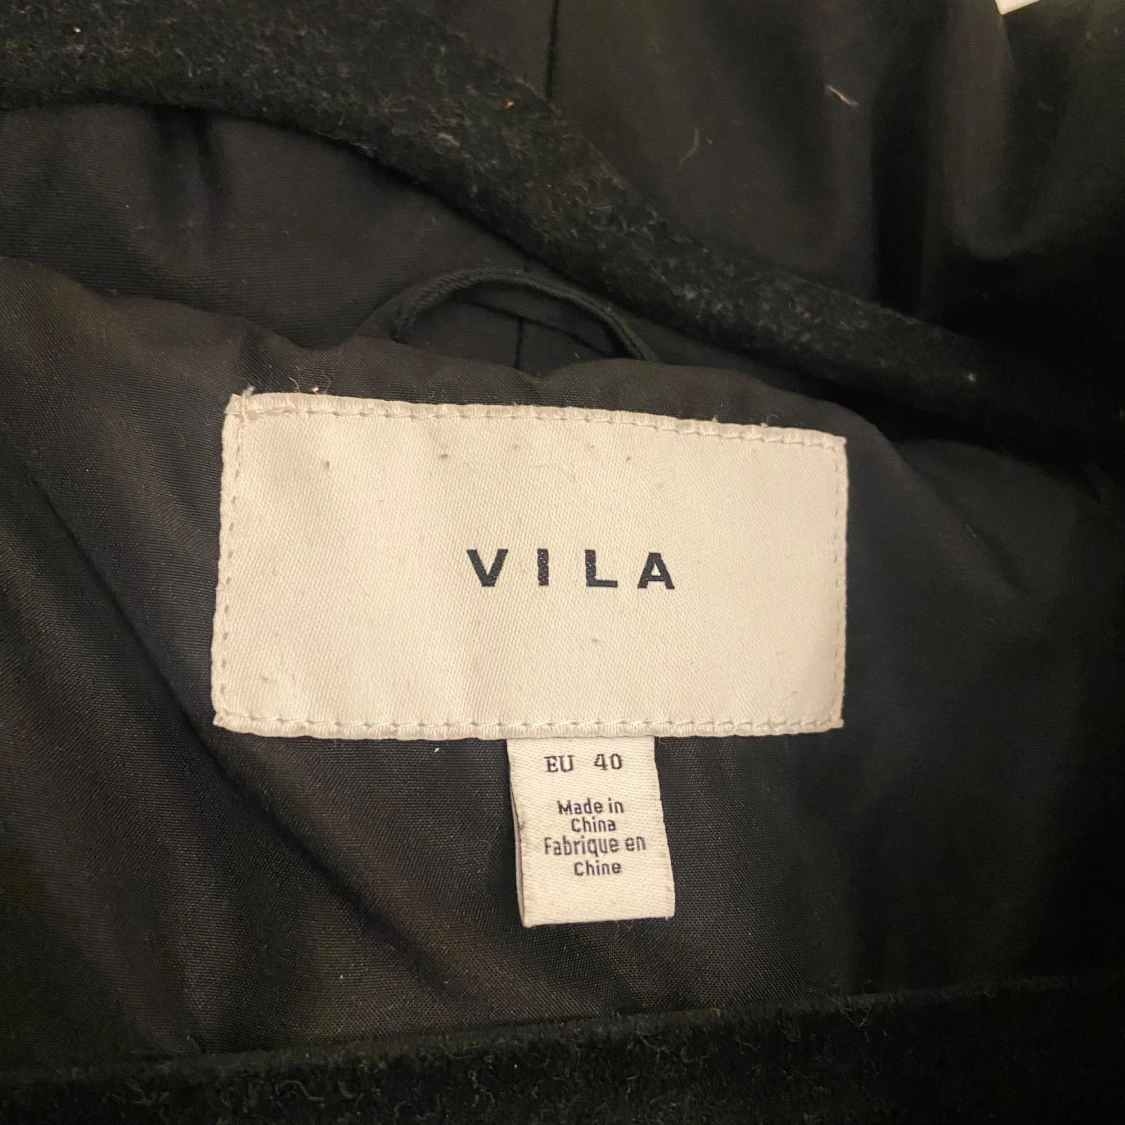 VILA
EU 40
Made in
China
Fabrique en
Chine